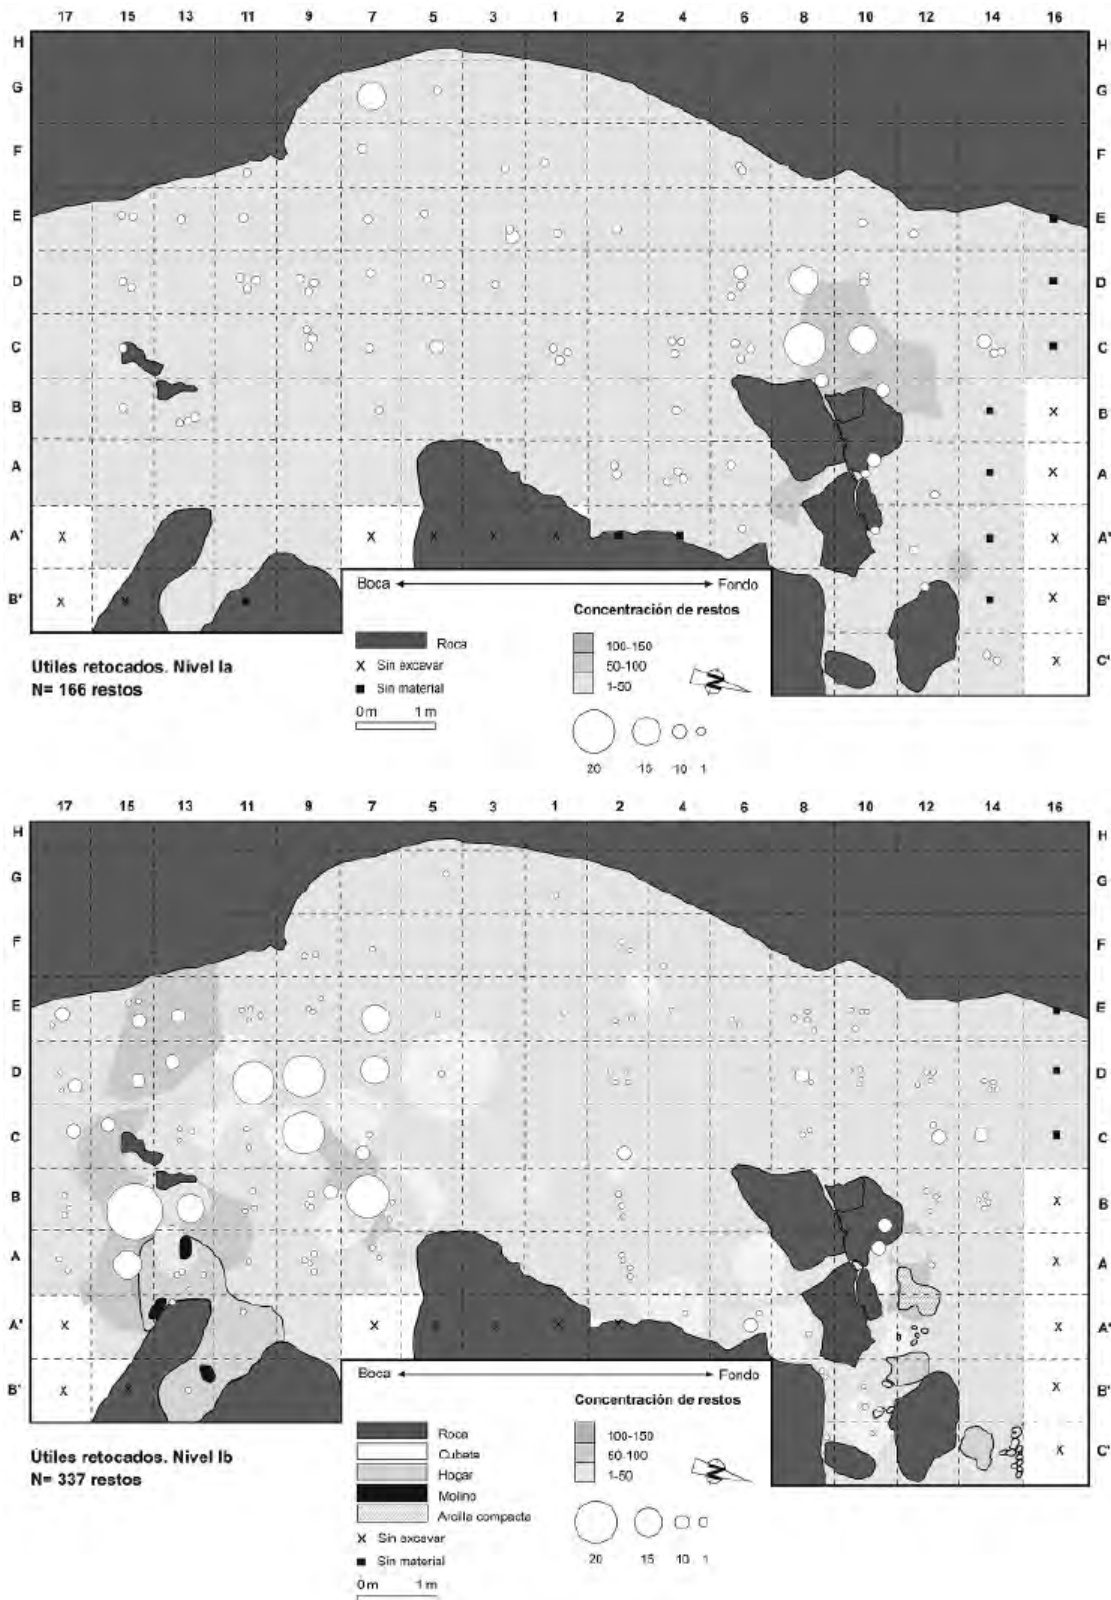 17 15 13 11 9 7 5 3 1 2 4 6 8 10 12 14 16
H H
G G
F F
E E
D D
C C
B X B
A X A
A' X X X X X X A'
B' X X X B'
X C'
Boca Fondo
Concentración de restos
Roca
X Sin excavar
Sin material
0m 1m
100-150
50-100
1-50
N
20 15 10 1
Útiles retocados. Nivel Ia
N= 166 restos
17 15 13 11 9 7 5 3 1 2 4 6 8 10 12 14 16
H H
G G
F F
E E
D D
C C
B X B
A X A
A' X X X X X X X A'
B' X X X B'
X C'
Boca Fondo
Concentración de restos
Roca
Cubeta
Hogar
Molino
Arcilla compacta
X Sin excavar
Sin material
0m 1m
100-150
50-100
1-50
N
20 15 10 1
Útiles retocados. Nivel Ib
N= 337 restos